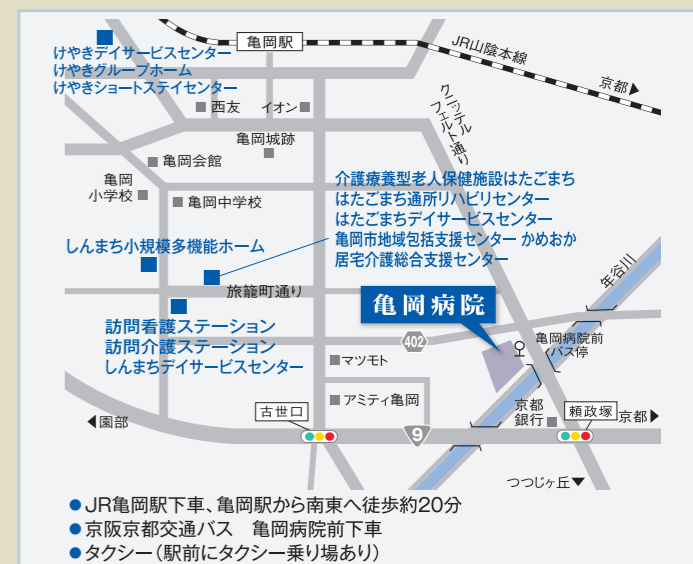 亀岡駅
JR山陰本線
京都▶
けやきデイサービスセンター
けやきグループホーム
けやきショートステイセンター
クニッテル
フェルト通り
西友
イオン
亀岡城跡
亀岡会館
亀岡
小学校
亀岡中学校
介護療養型老人保健施設はたごまち
はたごまち通所リハビリセンター
はたごまちデイサービスセンター
亀岡市地域包括支援センター かめおか
居宅介護総合支援センター
しんまち小規模多機能ホーム
年谷川
旅籠町通り
亀岡病院
訪問看護ステーション
訪問介護ステーション
しんまちデイサービスセンター
402
亀岡病院前
バス停
マツモト
アミティ亀岡
古世口
◀園部
9
京都
銀行
頼政塚
京都▶
つつじヶ丘▼
●JR亀岡駅下車、亀岡駅から南東へ徒歩約20分
●京阪京都交通バス 亀岡病院前下車
●タクシー(駅前にタクシー乗り場あり)